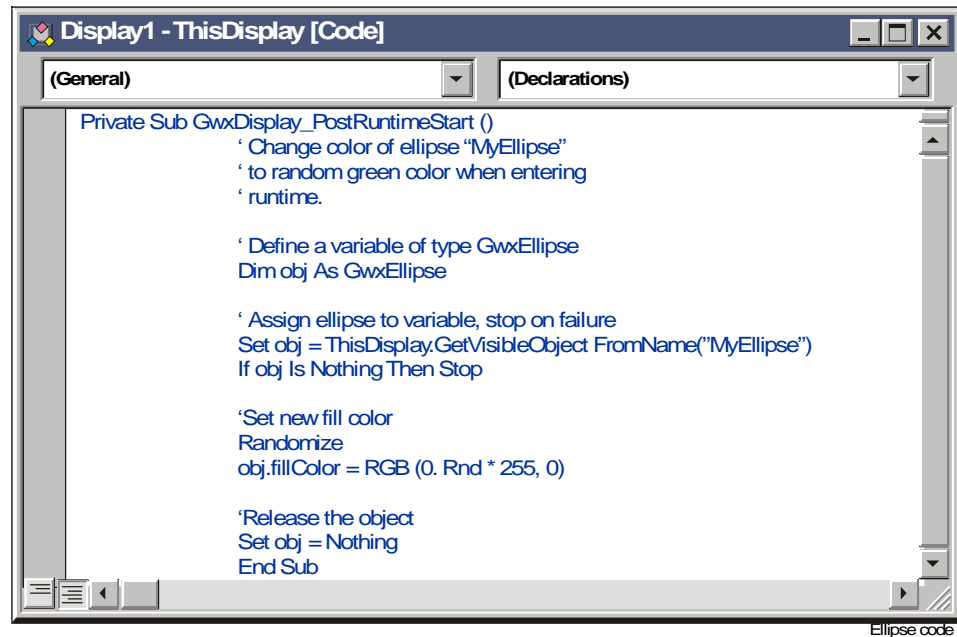 Display1 - ThisDisplay [Code]
(General) (Declarations)
Private Sub GwxDisplay_PostRuntimeStart ()
‘ Change color of ellipse “MyEllipse”
‘ to random green color when entering
‘ runtime.
‘ Define a variable of type GwxEllipse
Dim obj As GwxEllipse
‘ Assign ellipse to variable, stop on failure
Set obj = ThisDisplay.GetVisibleObject FromName(”MyEllipse”)
If obj Is Nothing Then Stop
‘Set new fill color
Randomize
obj.fillColor = RGB (0. Rnd * 255, 0)
‘Release the object
Set obj = Nothing
End Sub
Ellipse code